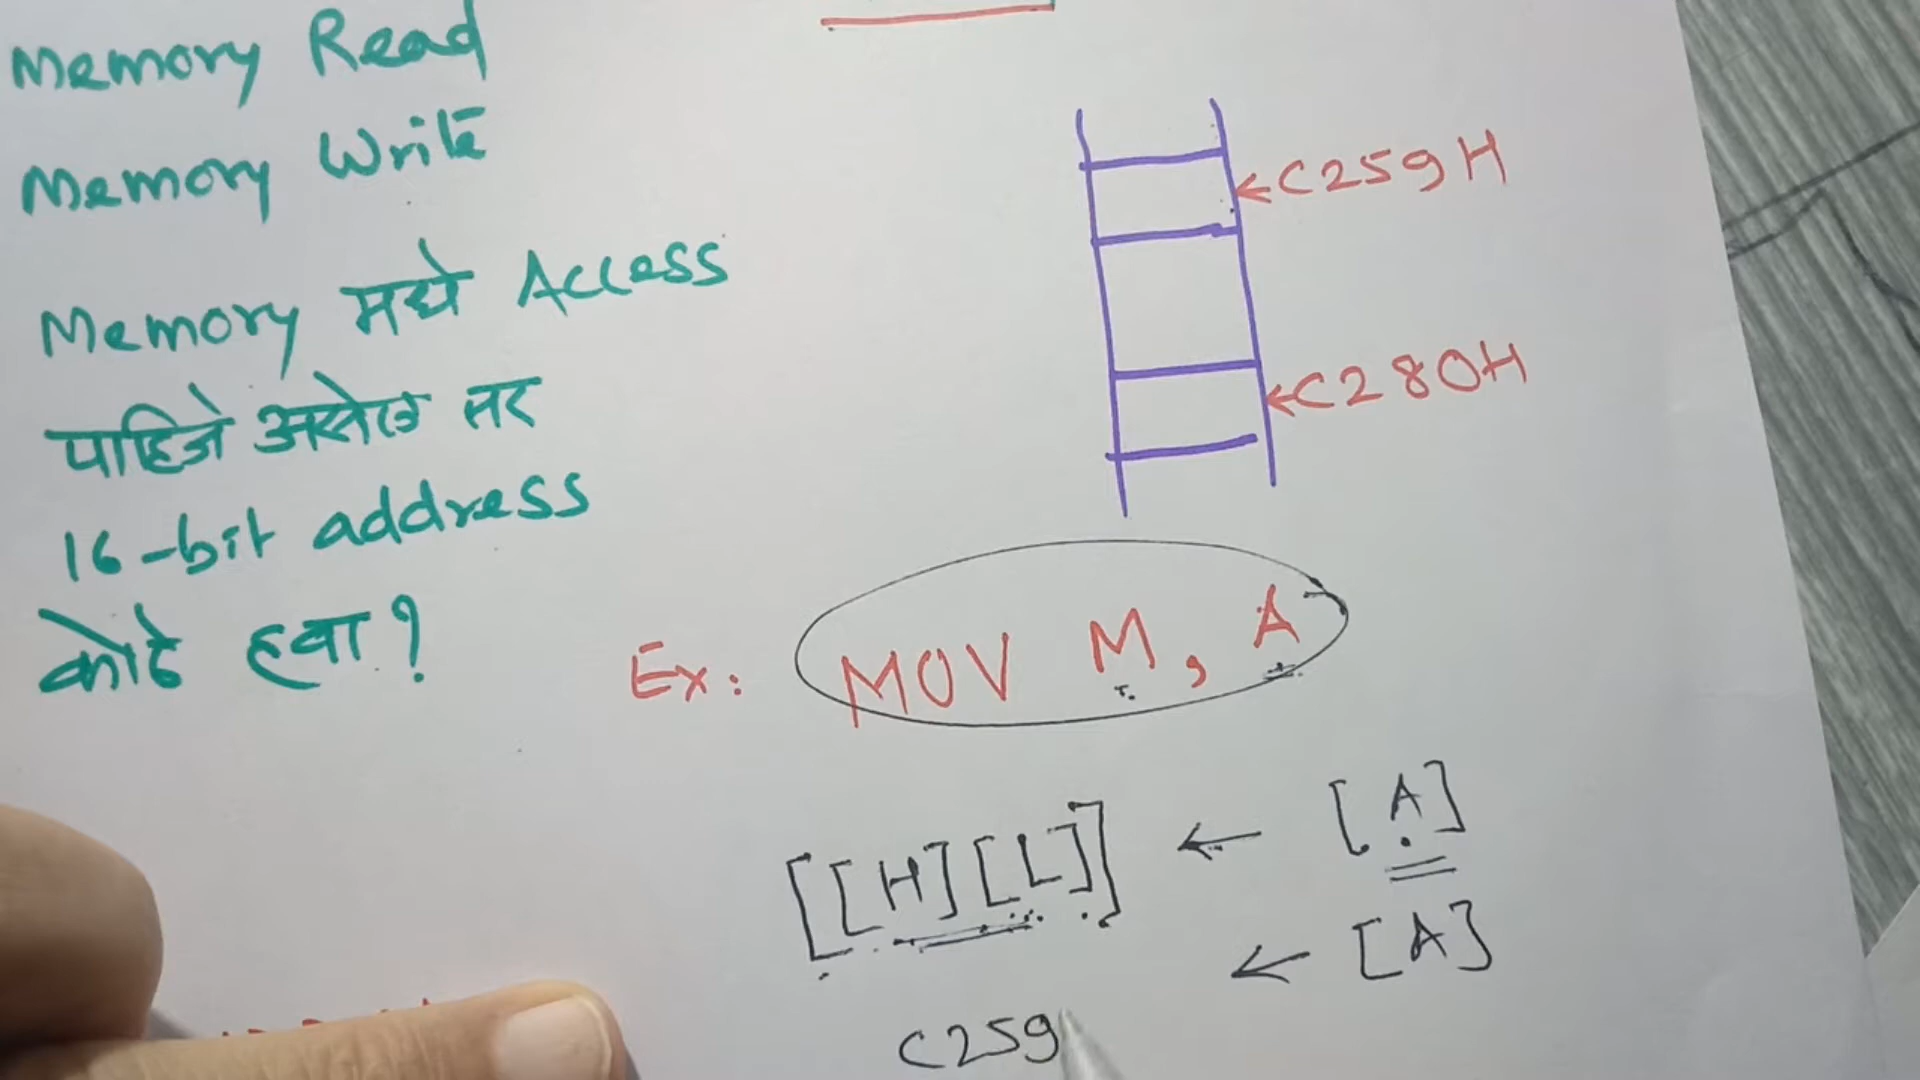 Memory Read
Memory Write
Memory मध्ये Access
पाहिजे असेल तर
16-bit address
कोठे हवा?
←C259H
←C280H
Ex: MOV M, A
[[H][L]] ← [A]
← [A]
C259